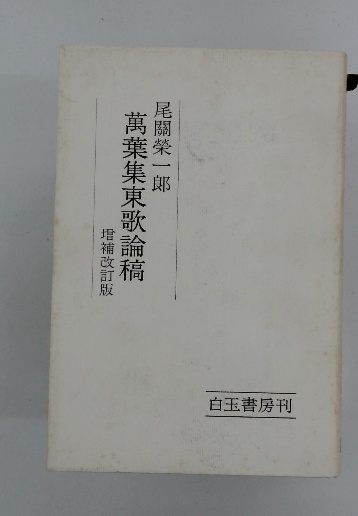 尾關榮一郎
萬葉集東歌論稿
増補改訂版
白玉書房刊